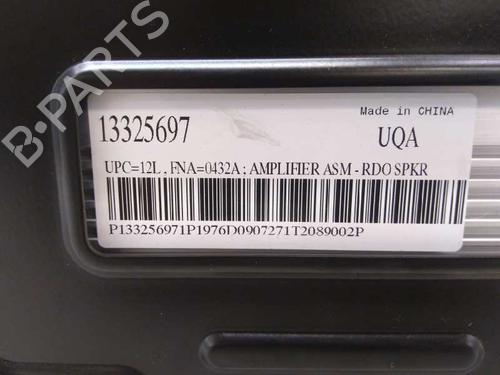 B-PARTS
Made in CHINA
13325697 UQA
UPC=12L , FNA=0432A ; AMPLIFIER ASM - RDO SPKR
P133256971P1976D0907271T2089002P